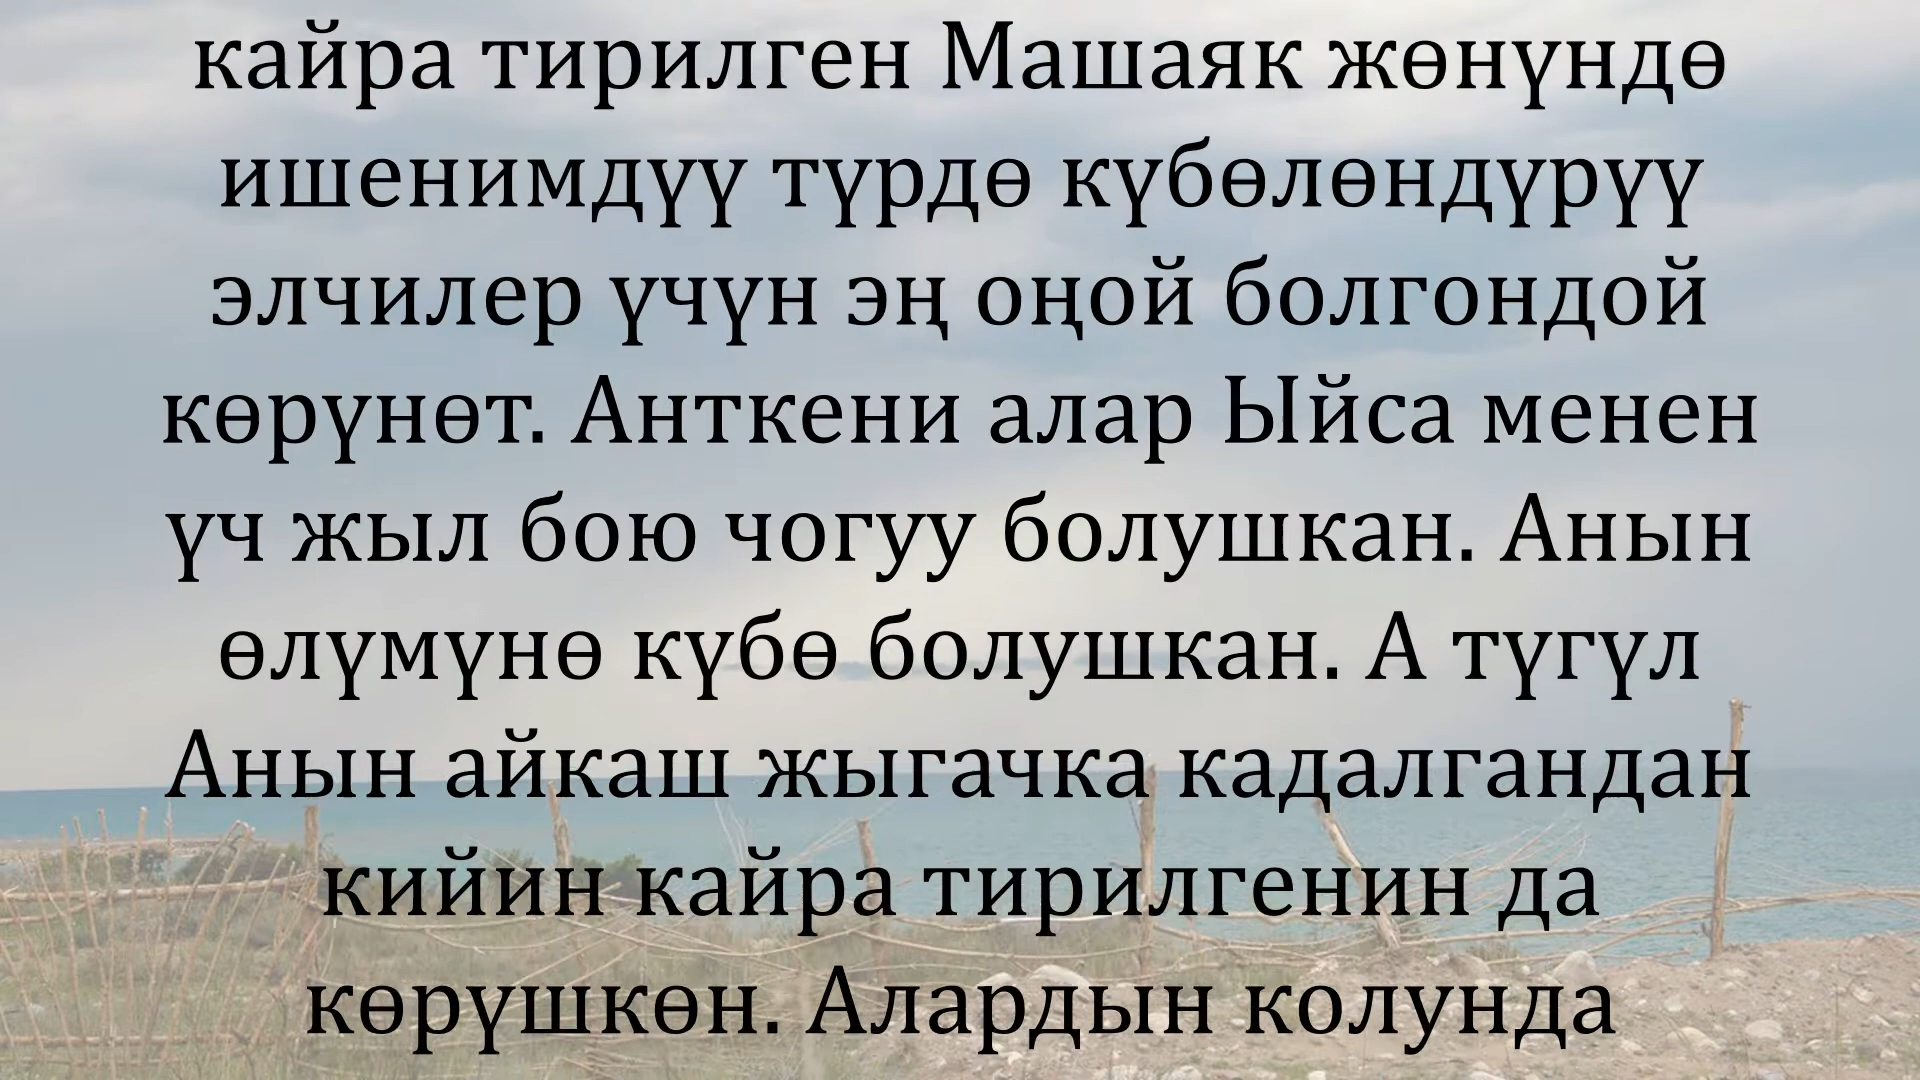 кайра тирилген Машаяк жөнүндө
ишенимдүү түрдө күбөлөндүрүү
элчилер үчүн эң оңой болгондой
көрүнөт. Анткени алар Ыйса менен
үч жыл бою чогуу болушкан. Анын
өлүмүнө күбө болушкан. А түгүл
Анын айкаш жыгачка кадалгандан
кийин кайра тирилгенин да
көрүшкөн. Алардын колунда